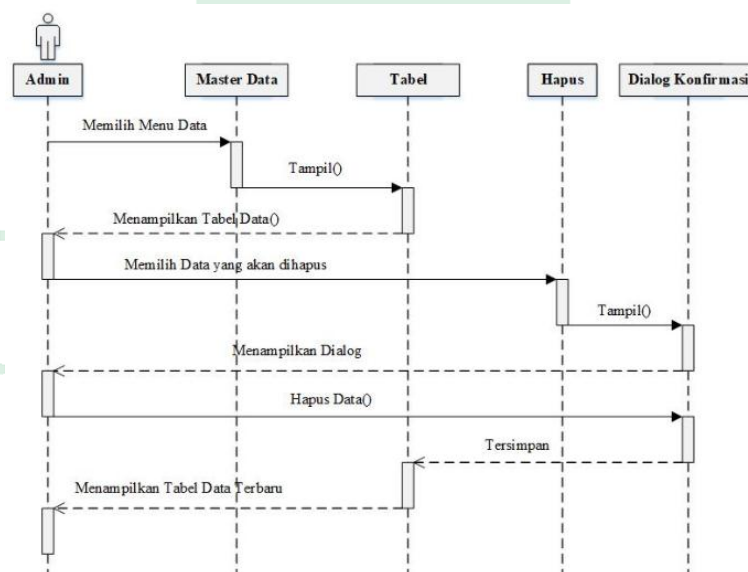 Admin
Master Data
Tabel
Hapus
Dialog Konfirmasi
Memilih Menu Data
Tampil()
Menampilkan Tabel Data()
Memilih Data yang akan dihapus
Tampil()
Menampilkan Dialog
Hapus Data()
Tersimpan
Menampilkan Tabel Data Terbaru